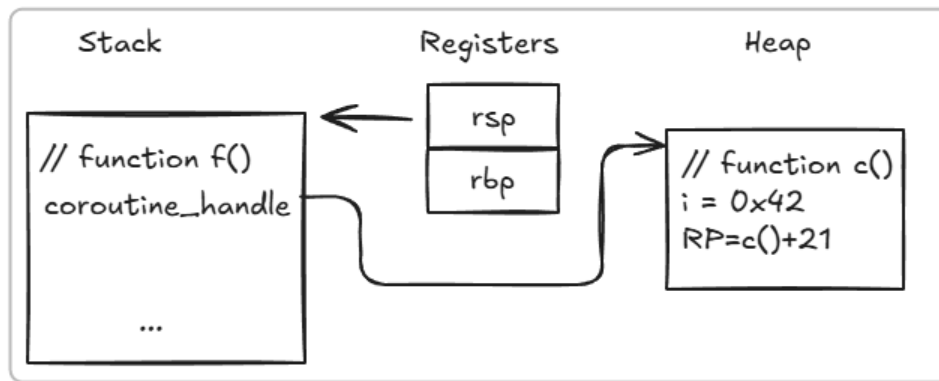 Stack
Registers
Heap
// function f()
coroutine_handle
...
rsp
rbp
// function c()
i = 0x42
RP=c()+21